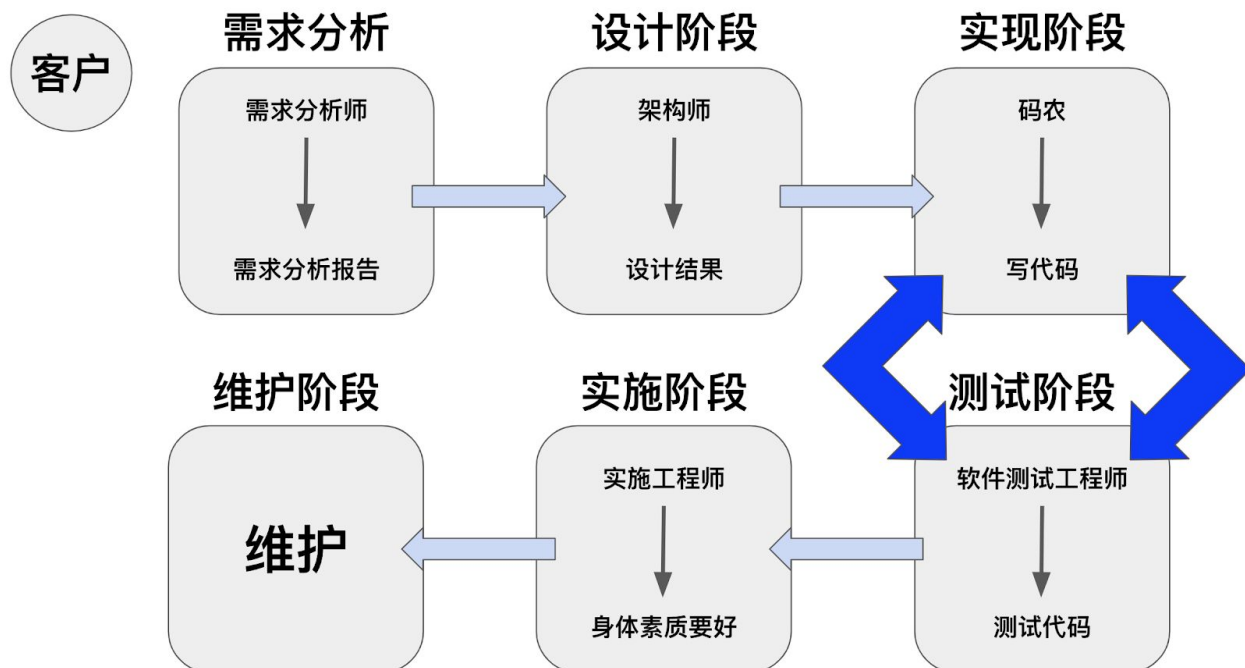 客户
需求分析
需求分析师
需求分析报告
设计阶段
架构师
设计结果
实现阶段
码农
写代码
测试阶段
软件测试工程师
测试代码
实施阶段
实施工程师
身体素质要好
维护阶段
维护